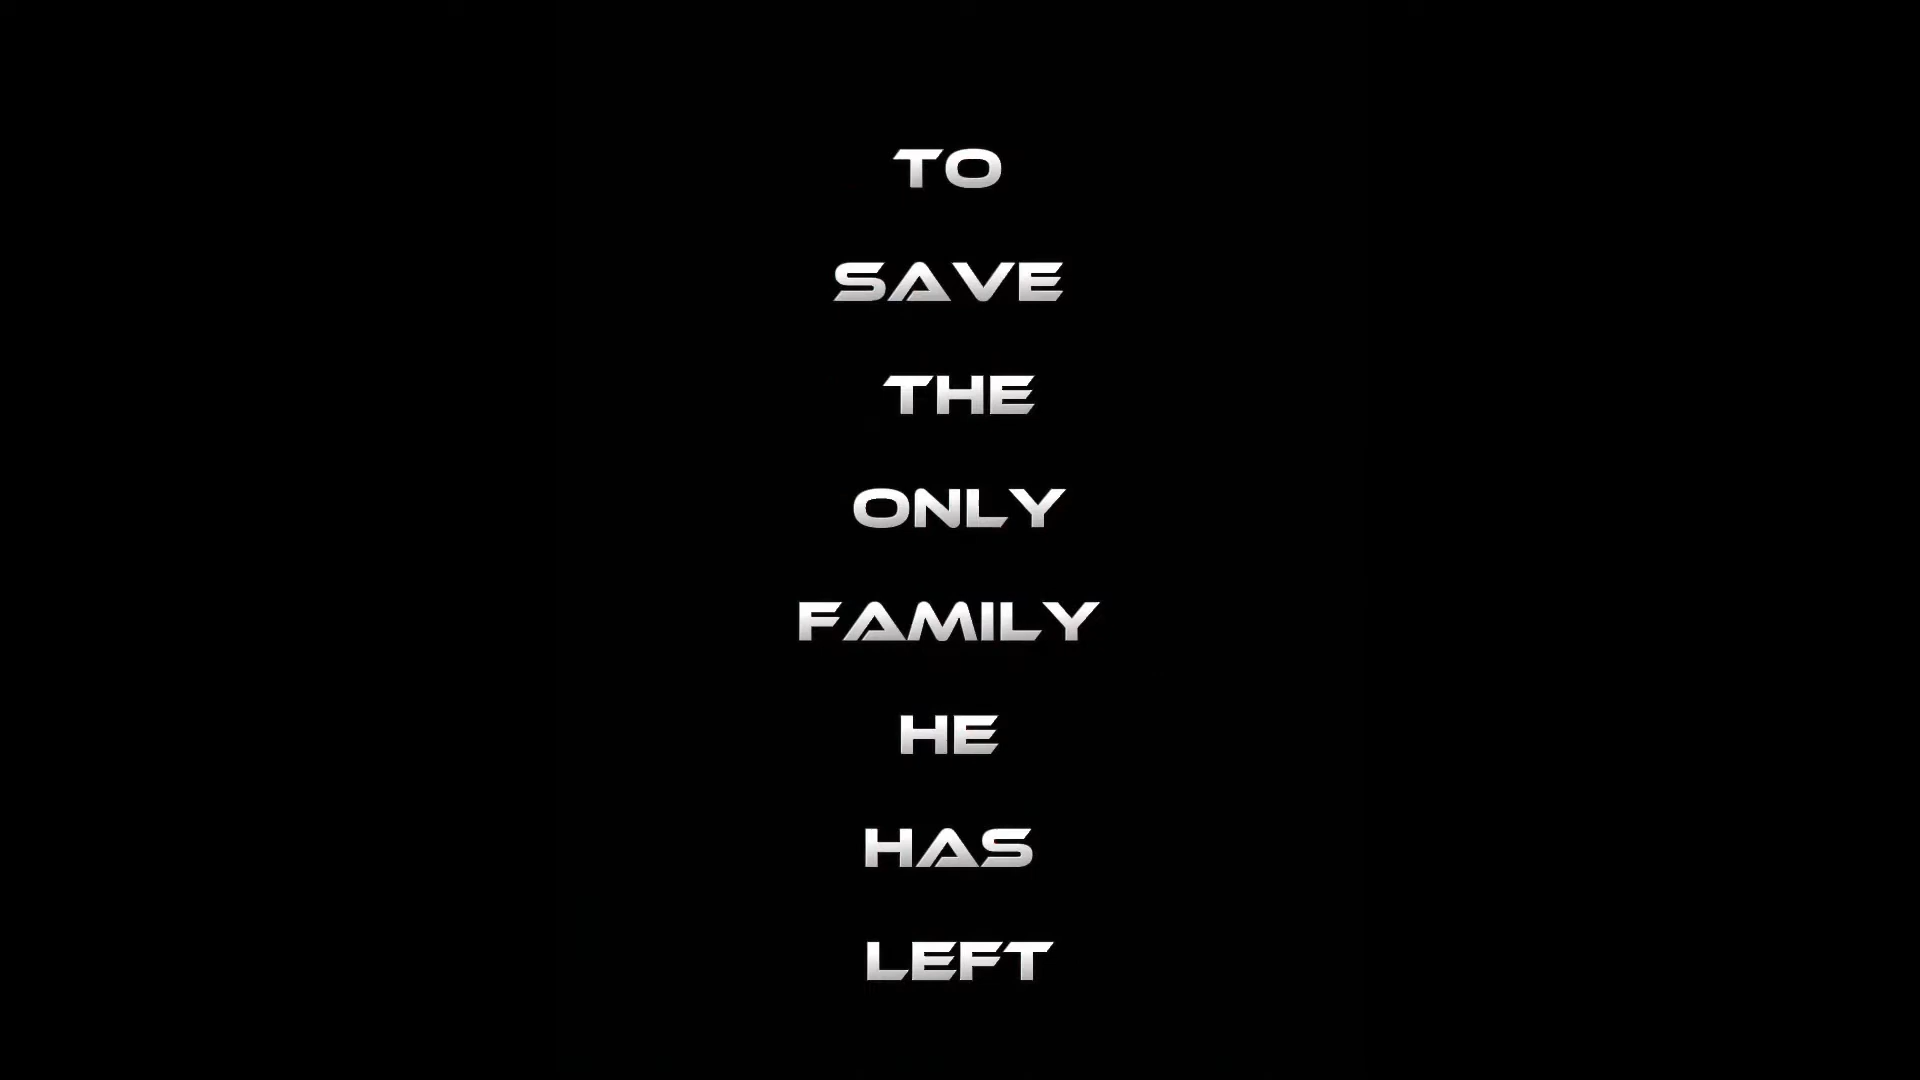 TO
SAVE
THE
ONLY
FAMILY
HE
HAS
LEFT